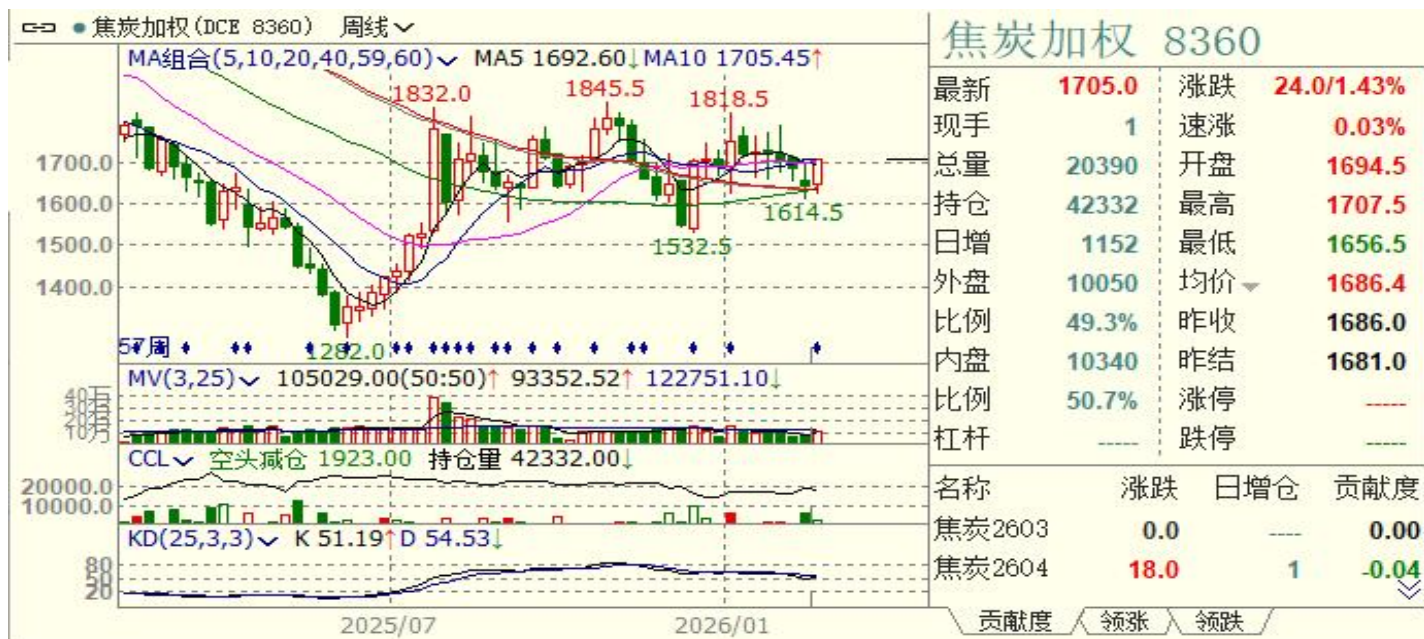 焦炭加权(DCE 8360) 周线
MA组合(5,10,20,40,59,60) MA5 1692.60↓MA10 1705.45↑
1832.0
1845.5
1818.5
1700.0
1600.0
1500.0
1400.0
1614.5
1532.5
1282.0
57周
MV(3,25) 105029.00(50:50)↑ 93352.52↑ 122751.10↓
40万
10万
CCL 空头减仓 1923.00 持仓量 42332.00↓
20000.0
10000.0
KD(25,3,3) K 51.19↑D 54.53↓
80
50
20
2025/07
2026/01
焦炭加权 8360
最新 1705.0 涨跌 24.0/1.43%
现手 1 速涨 0.03%
总量 20390 开盘 1694.5
持仓 42332 最高 1707.5
日增 1152 最低 1656.5
外盘 10050 均价 1686.4
比例 49.3% 昨收 1686.0
内盘 10340 昨结 1681.0
比例 50.7% 涨停 -----
杠杆 ----- 跌停 -----
名称 涨跌 日增仓 贡献度
焦炭2603 0.0 ---- 0.00
焦炭2604 18.0 1 -0.04
贡献度 领涨 领跌